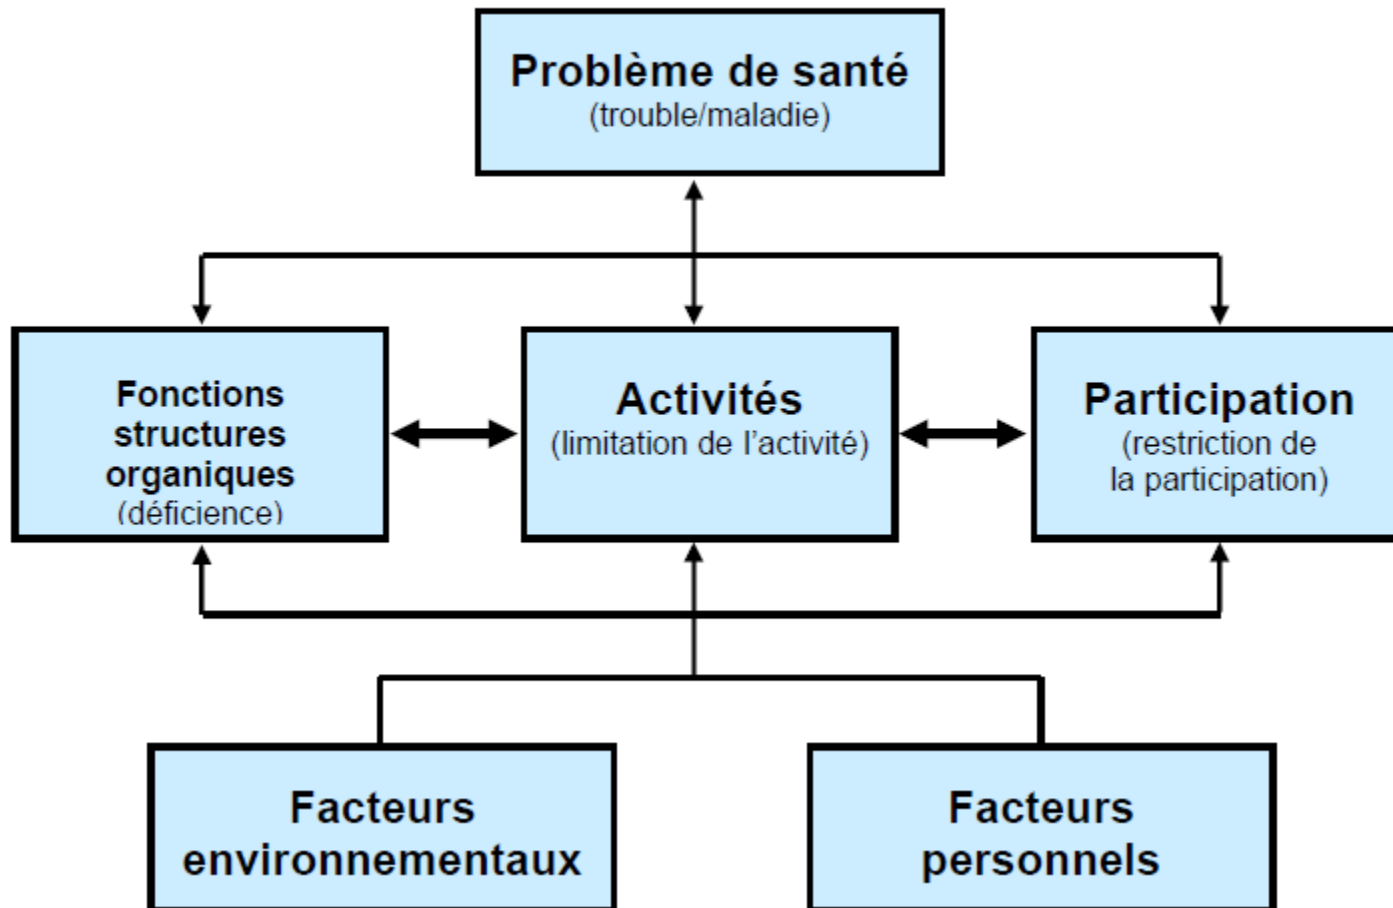 Problème de santé
(trouble/maladie)
Fonctions
structures
organiques
(déficience)
Activités
(limitation de l’activité)
Participation
(restriction de
la participation)
Facteurs
environnementaux
Facteurs
personnels